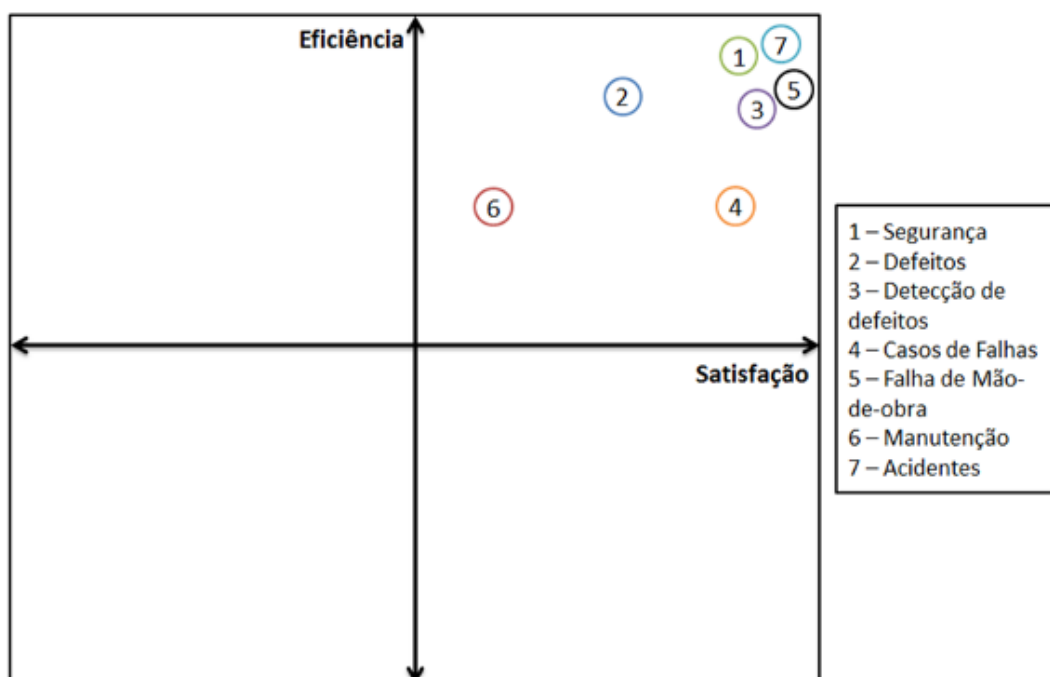 Eficiência
1
7
2
3
5
6
4
Satisfação
1 – Segurança
2 – Defeitos
3 – Detecção de
defeitos
4 – Casos de Falhas
5 – Falha de Mão-
de-obra
6 – Manutenção
7 – Acidentes